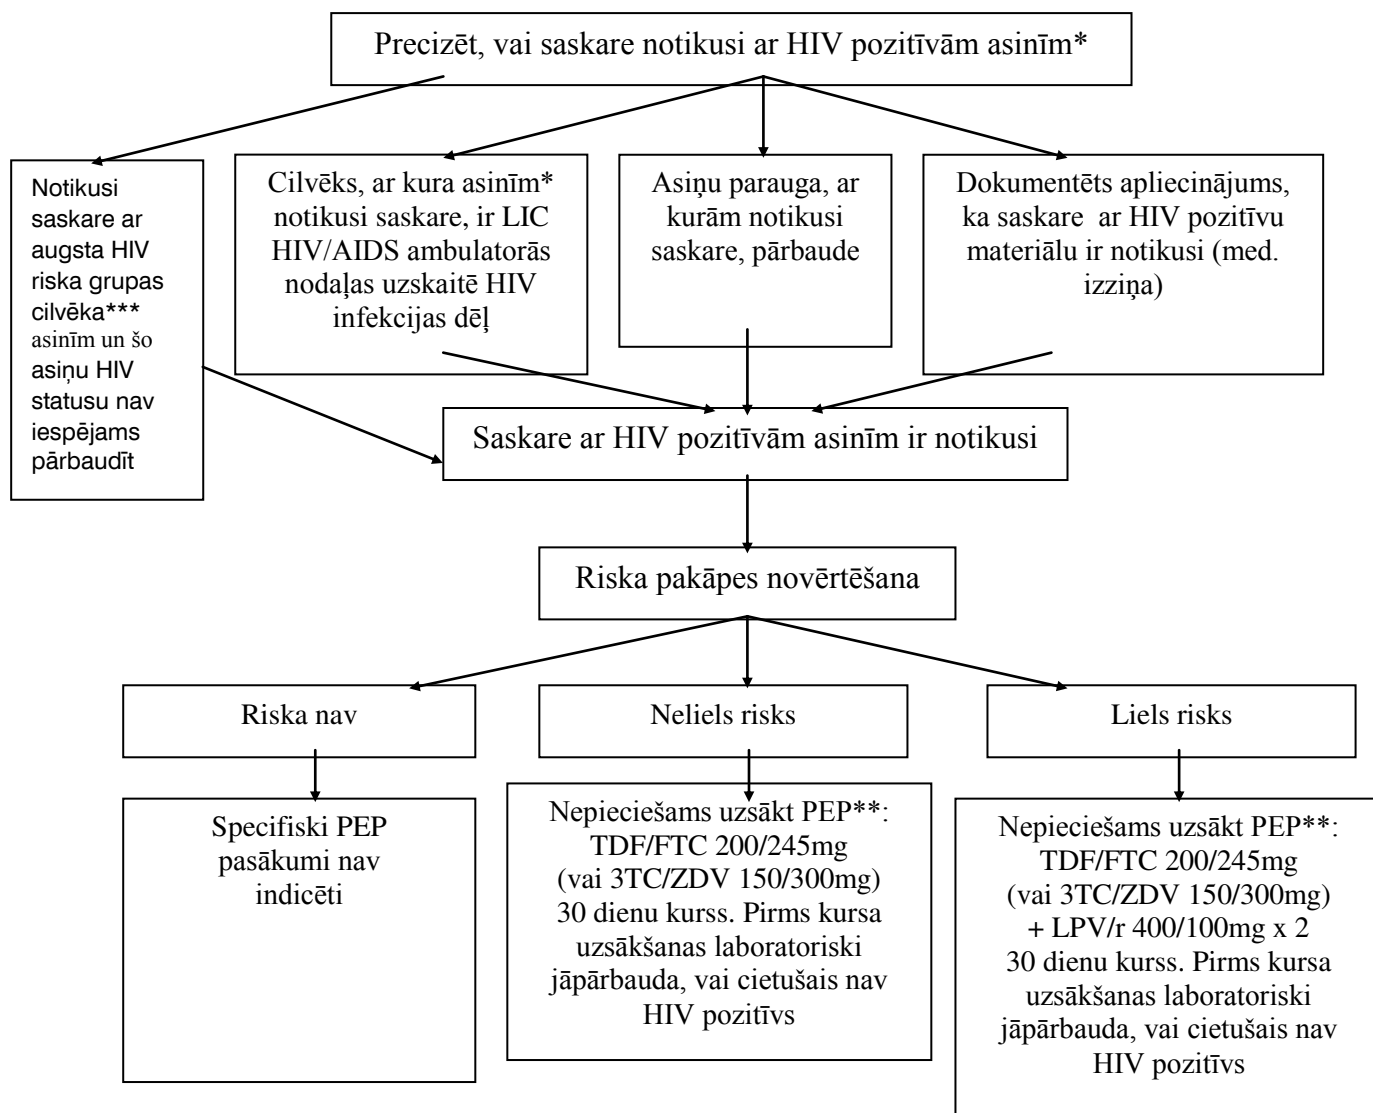 Precizēt, vai saskare notikusi ar HIV pozitīvām asinīm*
Notikusi
saskare ar
augsta HIV
riska grupas
cilvēka***
asinīm un šo
asiņu HIV
statusu nav
iespējams
pārbaudīt
Cilvēks, ar kura asinīm*
notikusi saskare, ir LIC
HIV/AIDS ambulatorās
nodaļas uzskaitē HIV
infekcijas dēļ
Asiņu parauga, ar
kurām notikusi
saskare, pārbaude
Dokumentēts apliecinājums,
ka saskare ar HIV pozitīvu
materiālu ir notikusi (med.
izziņa)
Saskare ar HIV pozitīvām asinīm ir notikusi
Riska pakāpes novērtēšana
Riska nav
Neliels risks
Liels risks
Specifiski PEP
pasākumi nav
indicēti
Nepieciešams uzsākt PEP**:
TDF/FTC 200/245mg
(vai 3TC/ZDV 150/300mg)
30 dienu kurss. Pirms kursa
uzsākšanas laboratoriski
jāpārbauda, vai cietušais nav
HIV pozitīvs
Nepieciešams uzsākt PEP**:
TDF/FTC 200/245mg
(vai 3TC/ZDV 150/300mg)
+ LPV/r 400/100mg x 2
30 dienu kurss. Pirms kursa
uzsākšanas laboratoriski
jāpārbauda, vai cietušais nav
HIV pozitīvs